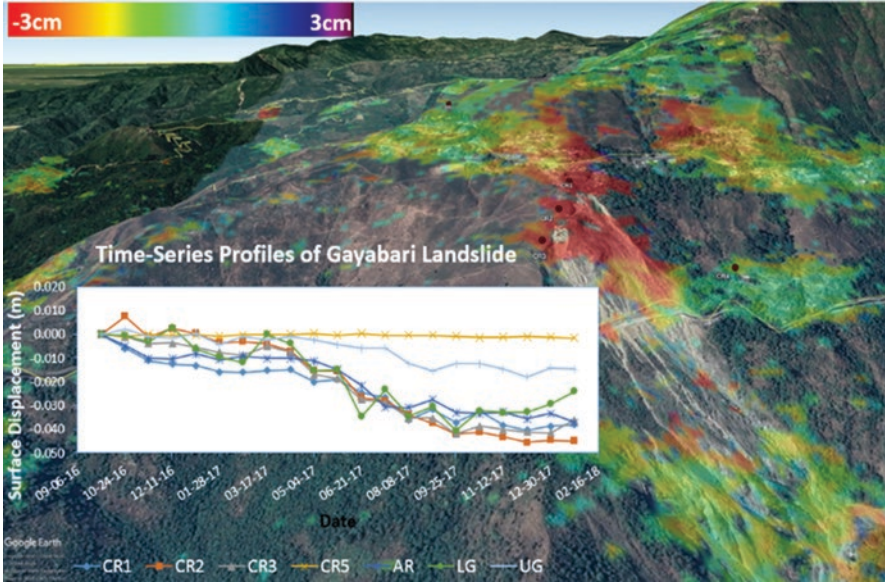 -3cm 3cm
Time-Series Profiles of Gayabari Landslide
Surface Displacement (m)
0.020
0.010
0.000
-0.010
-0.020
-0.030
-0.040
0.050
09-06-16 10-24-16 12-11-16 01-28-17 03-17-17 05-04-17 06-21-17 08-08-17 09-25-17 11-12-17 12-30-17 02-16-18
Date
Google Earth
CR1 CR2 CR3 CR5 AR LG UG